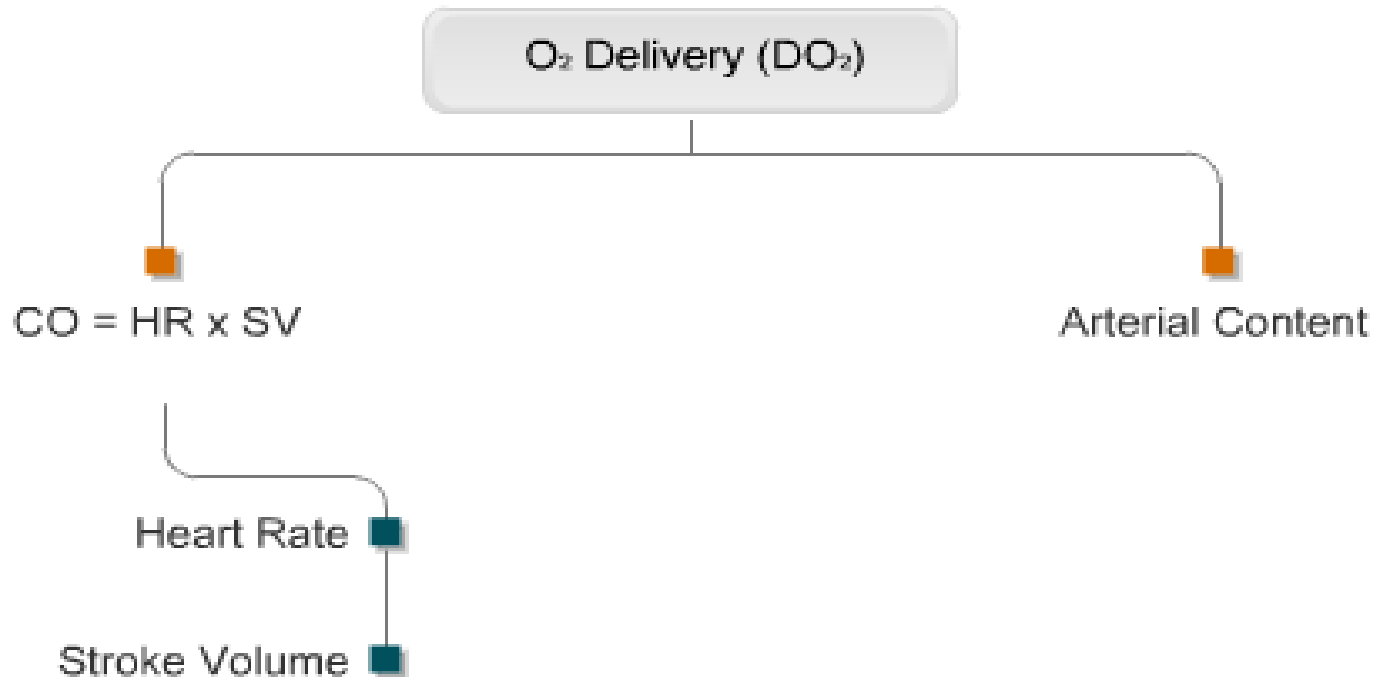 O₂ Delivery (DO₂)
CO = HR x SV
Arterial Content
Heart Rate
Stroke Volume